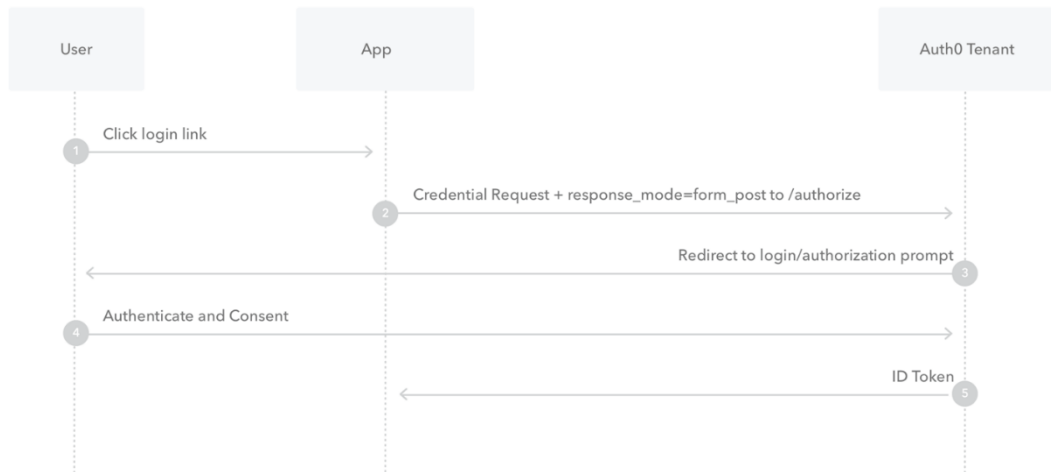 User
App
Auth0 Tenant
Click login link
1
Credential Request + response_mode=form_post to /authorize
2
Redirect to login/authorization prompt
3
Authenticate and Consent
4
ID Token
5